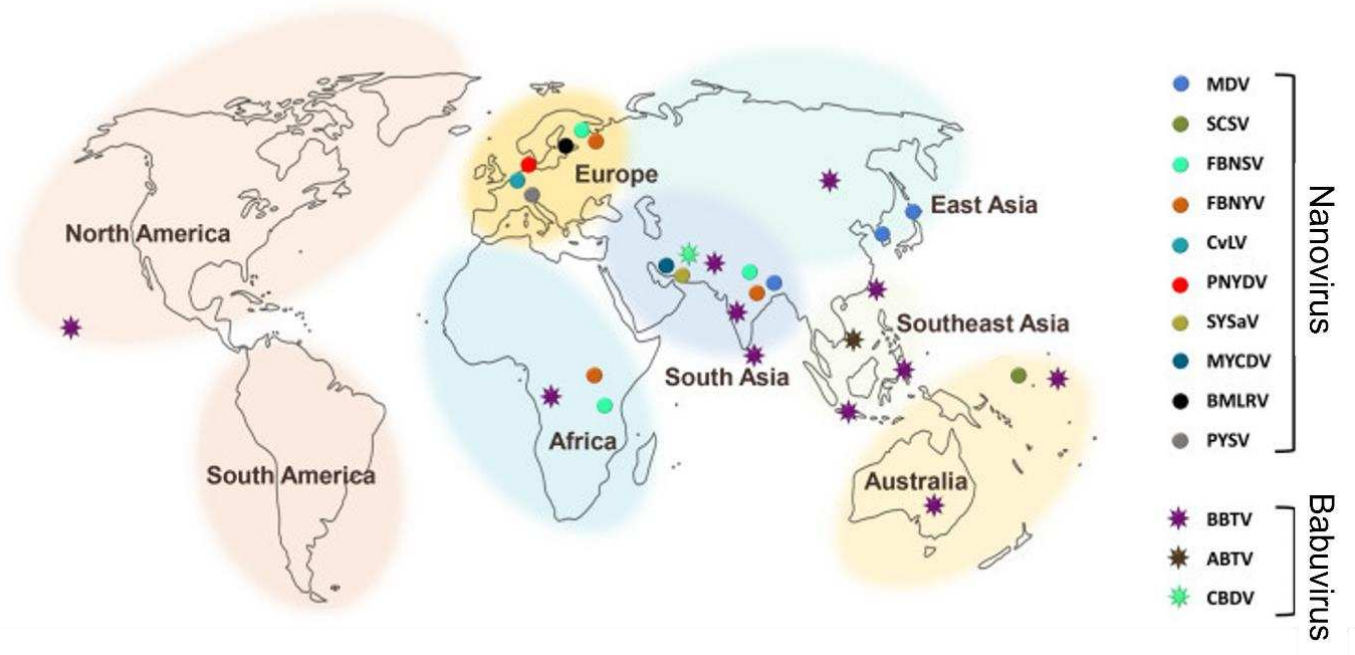 North America
South America
Europe
Africa
East Asia
South Asia
Southeast Asia
Australia
MDV
SCSV
FBNSV
FBNYV
CvLV
PNYDV
SYSaV
MYCDV
BMLRV
PYSV
Nanovirus
BBTV
ABTV
CBDV
Babuvirus